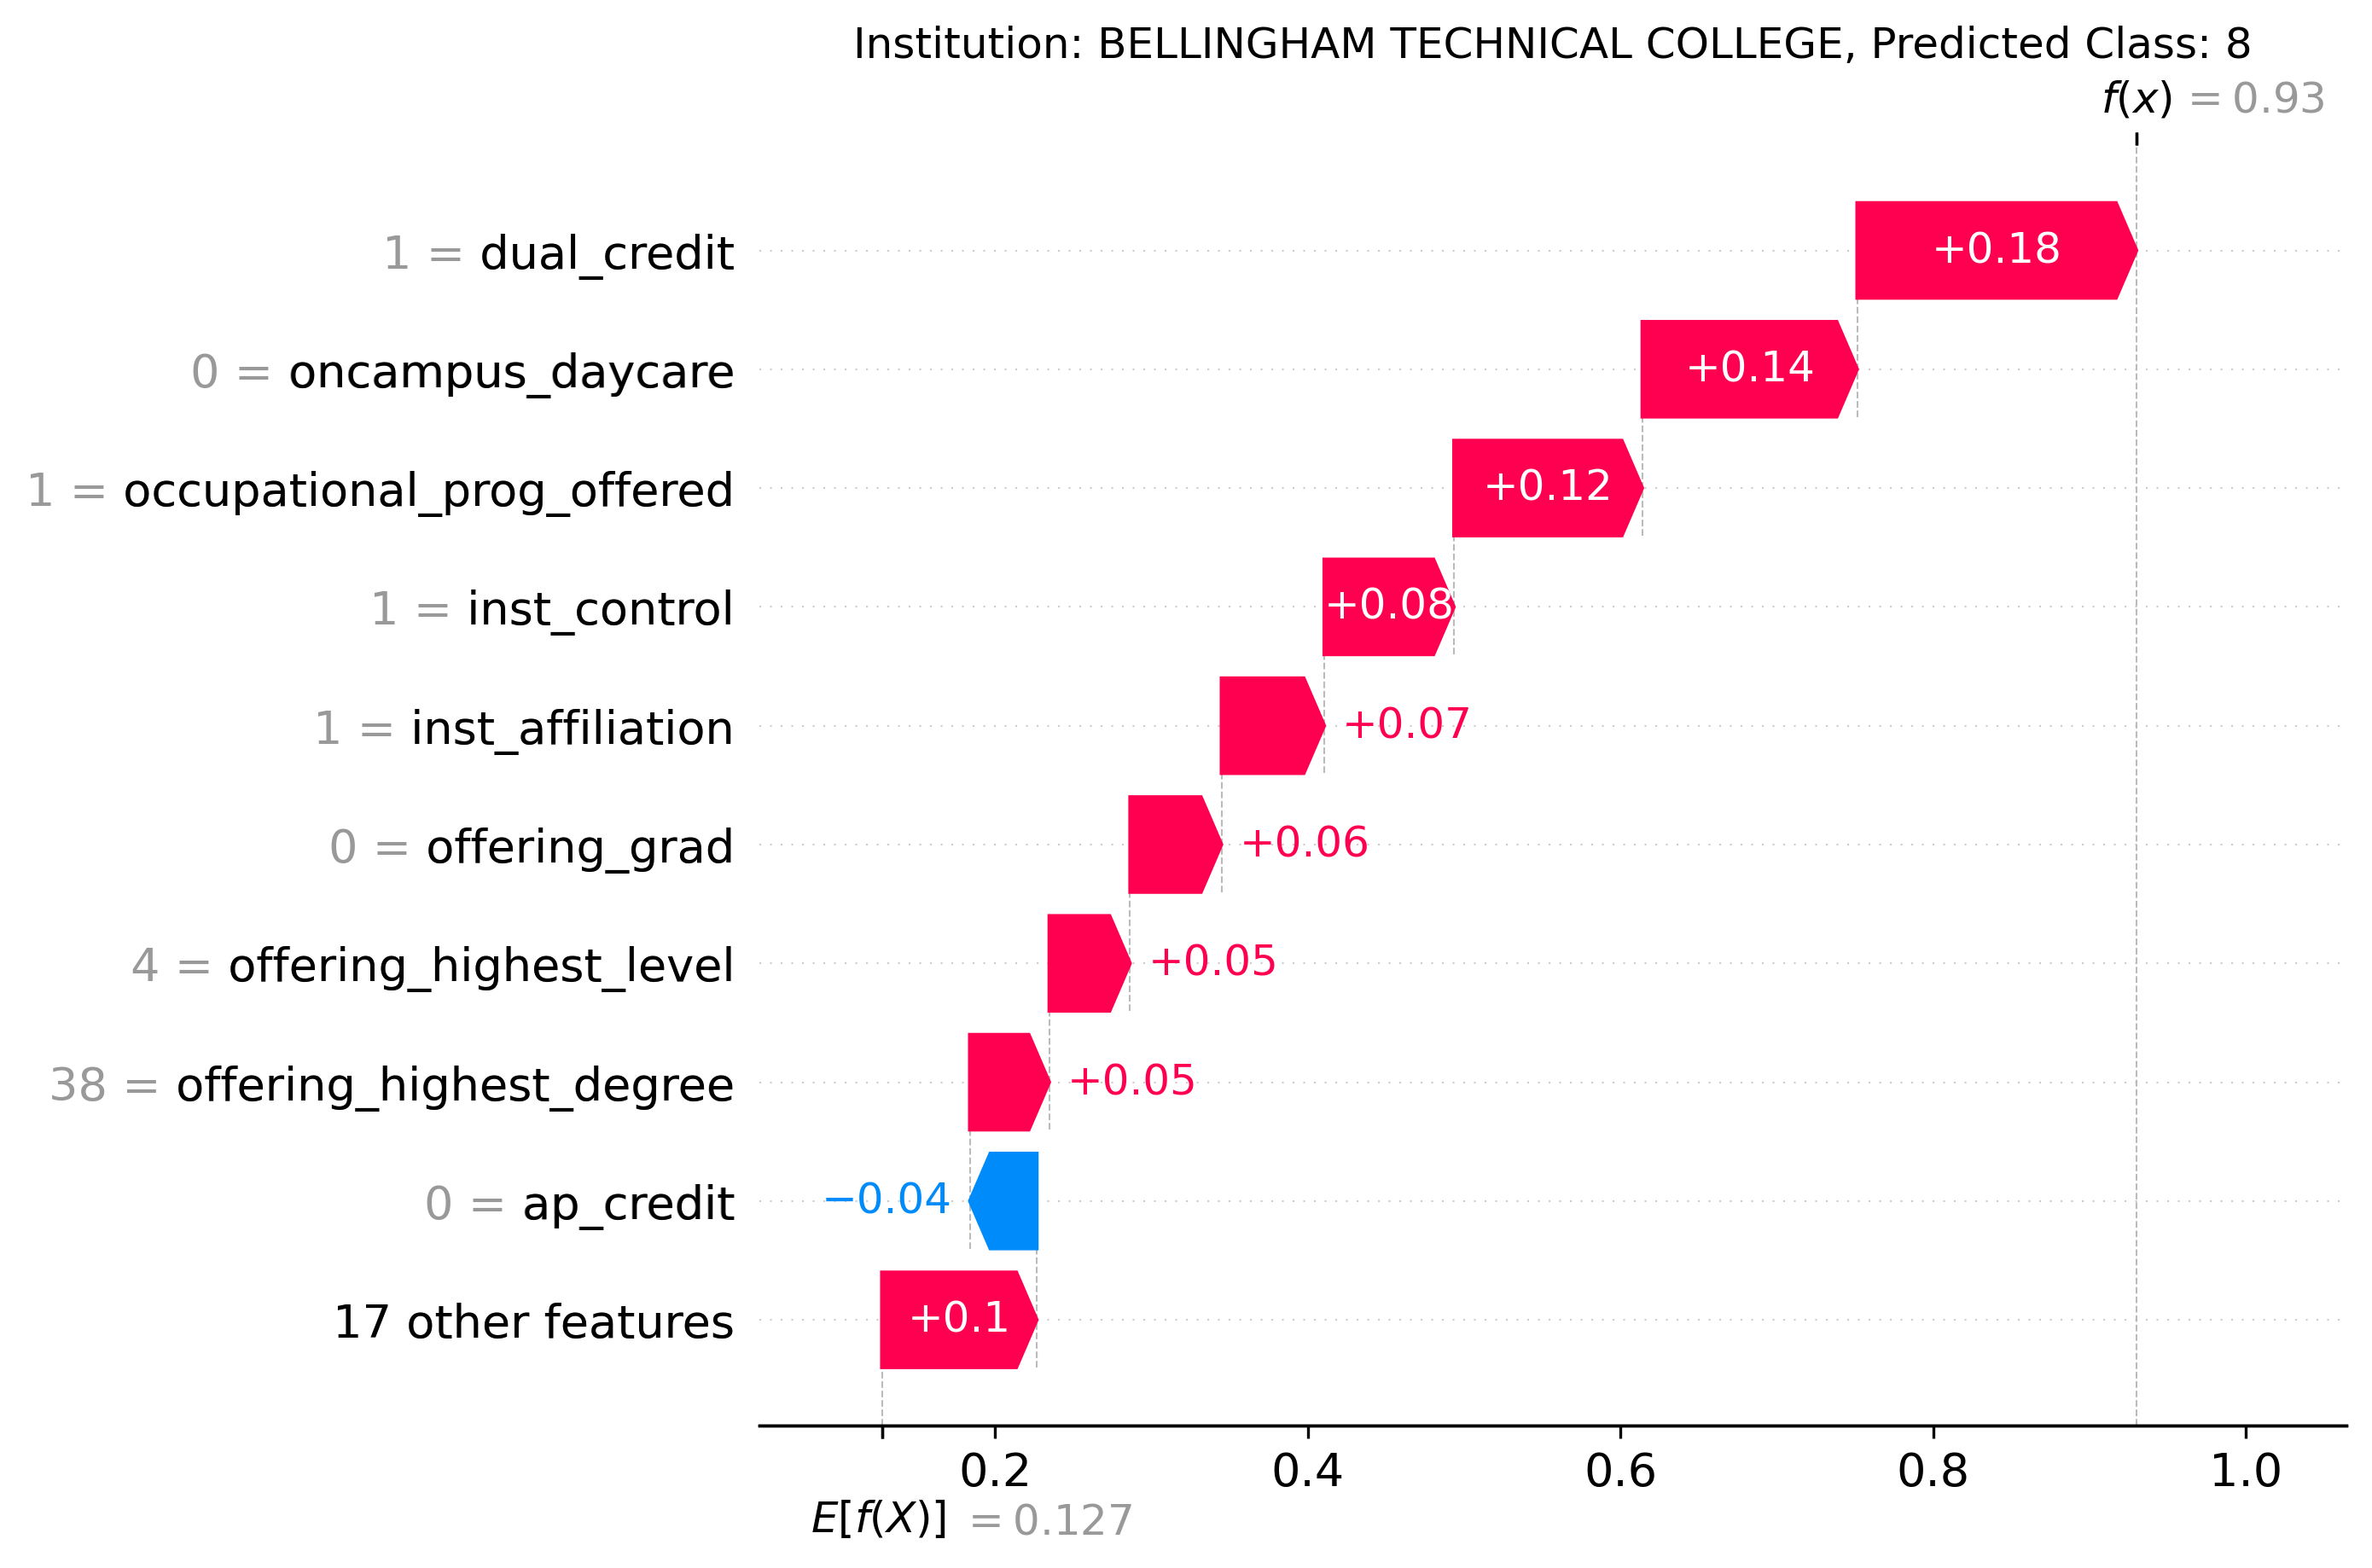 Institution: BELLINGHAM TECHNICAL COLLEGE, Predicted Class: 8
f(x) = 0.93
1 = dual_credit +0.18
0 = oncampus_daycare +0.14
1 = occupational_prog_offered +0.12
1 = inst_control +0.08
1 = inst_affiliation +0.07
0 = offering_grad +0.06
4 = offering_highest_level +0.05
38 = offering_highest_degree +0.05
0 = ap_credit −0.04
17 other features +0.1
0.2 0.4 0.6 0.8 1.0
E[f(X)] = 0.127